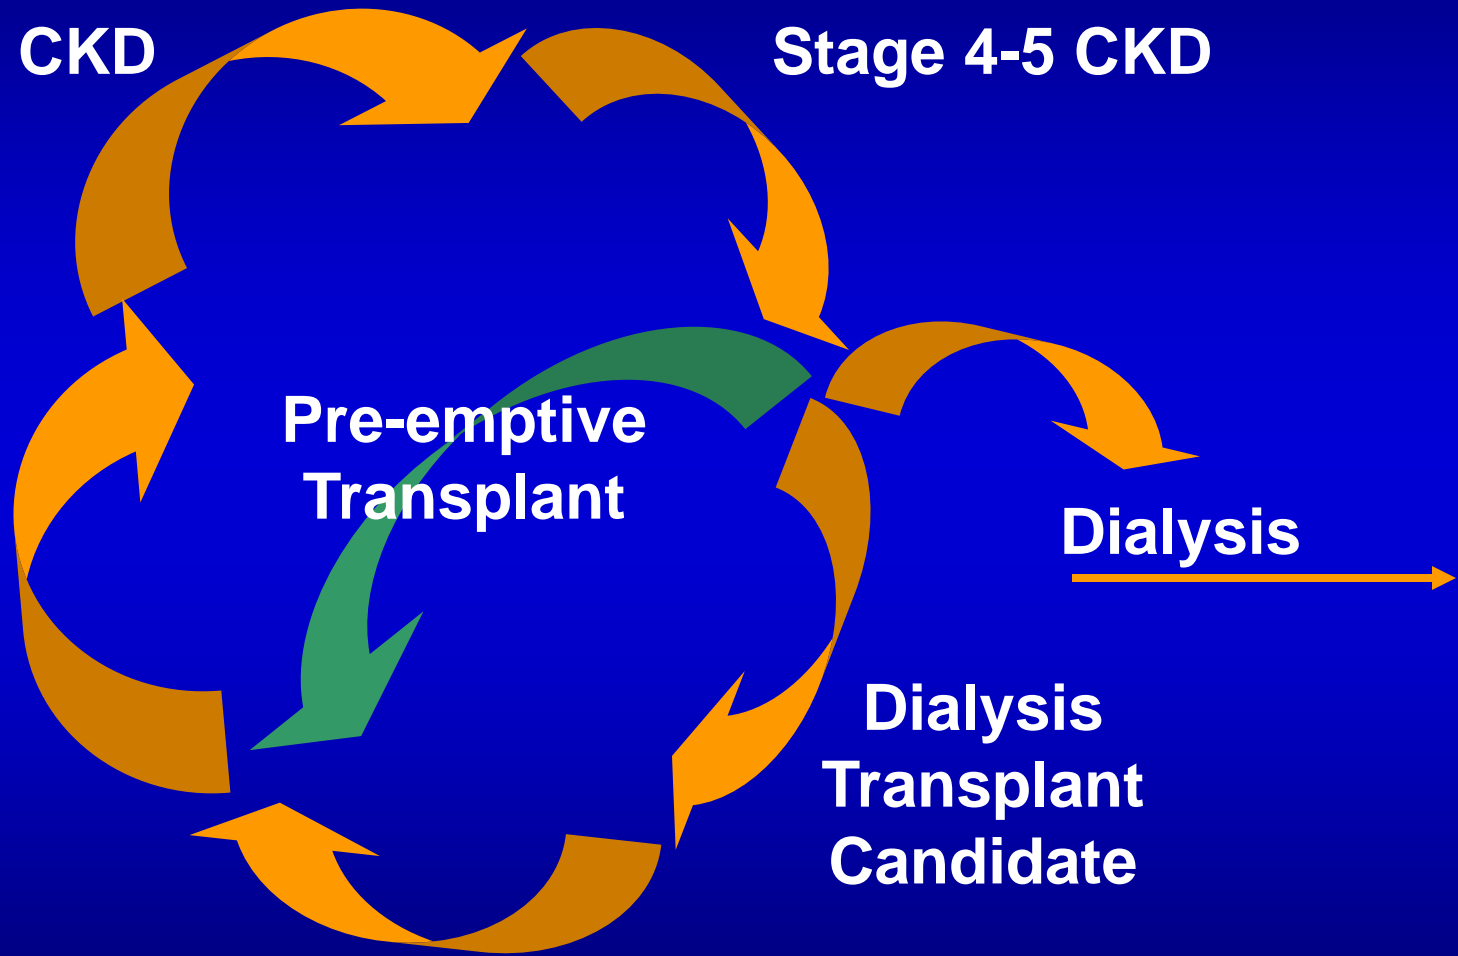 CKD
Stage 4-5 CKD
Pre-emptive
Transplant
Dialysis
Dialysis
Transplant
Candidate